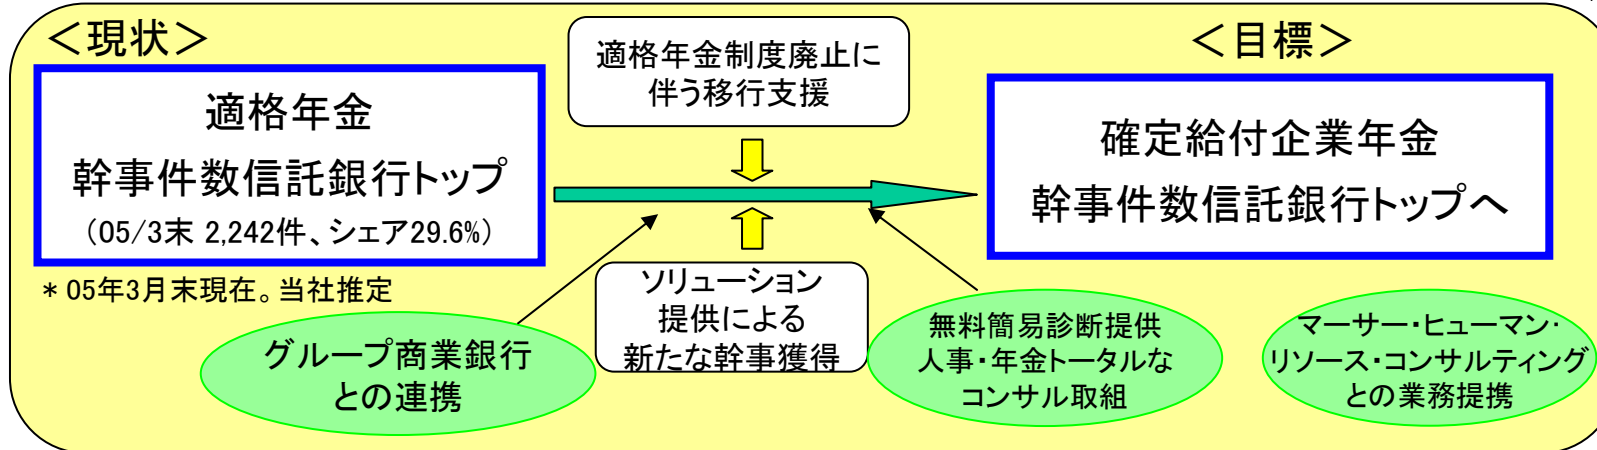 ＜現状＞
適格年金
幹事件数信託銀行トップ
（05/3末 2,242件、シェア29.6%）
＊05年3月末現在。当社推定
適格年金制度廃止に
伴う移行支援
ソリューション
提供による
新たな幹事獲得
＜目標＞
確定給付企業年金
幹事件数信託銀行トップへ
グループ商業銀行
との連携
無料簡易診断提供
人事・年金トータルな
コンサル取組
マーサー・ヒューマン・
リソース・コンサルティング
との業務提携